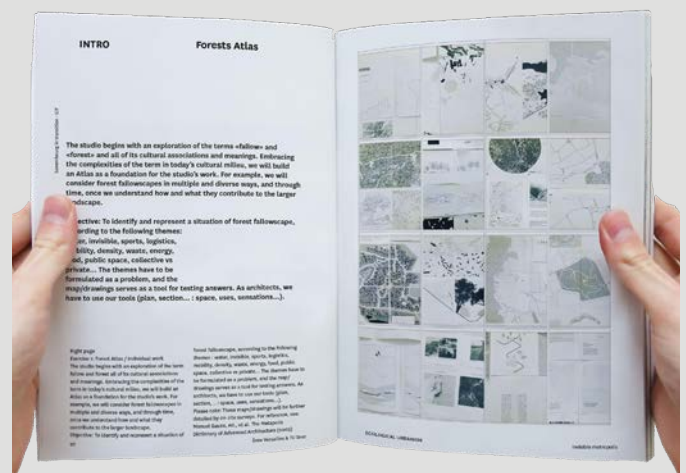 INTRO
Forests Atlas
The studio begins with an exploration of the terms «fallow» and
«forest» and all of its cultural associations and meanings. Embracing
the complexities of the term in today's cultural milieu, we will build
an Atlas as a foundation for the studio's work. For example, we will
consider forest fallowscapes in multiple and diverse ways, and through
time, once we understand how and what they contribute to the larger
Objective: To identify and represent a situation of forest fallowscape,
according to the following themes:
invisible, sports, logistics,
density, waste, energy,
public space, collective vs
private... The themes have to be
formulated as a problem, and the
map/drawings serves as a tool for testing answers. As architects, we
have to use our tools (plan, section... : space, uses, sensations...).
Right page
Exercise 1: Forest Atlas / Individual work
The studio begins with an exploration of the term
fallow and forest of all of its cultural associations
and meanings. Embracing the complexities of the
term in today's cultural milieu, we will build an
Atlas as a foundation for the studio's work. For
example, we will consider forest fallowscapes in
multiple and diverse ways, and through time,
once we understand how and what they
contribute to the larger landscape.
Objective: To identify and represent a situation of
forest fallowscape, according to the following
themes : water, invisible, sports, logistics,
mobility, density, waste, energy, food, public
space, collective vs private... The themes have to
be formulated as a problem, and the map/
drawings serves as a tool for testing answers. As
architects, we have to use our tools (plan,
section, ... : space, uses, sensations...).
Please note: These maps/drawings will be further
detailed by on-site surveys. For reference, see:
Manuel Gausa, Ed., et al. The Metapolis
Dictionary of Advanced Architecture (2003)
ECOLOGICAL URBANISM
Invisible metropolis